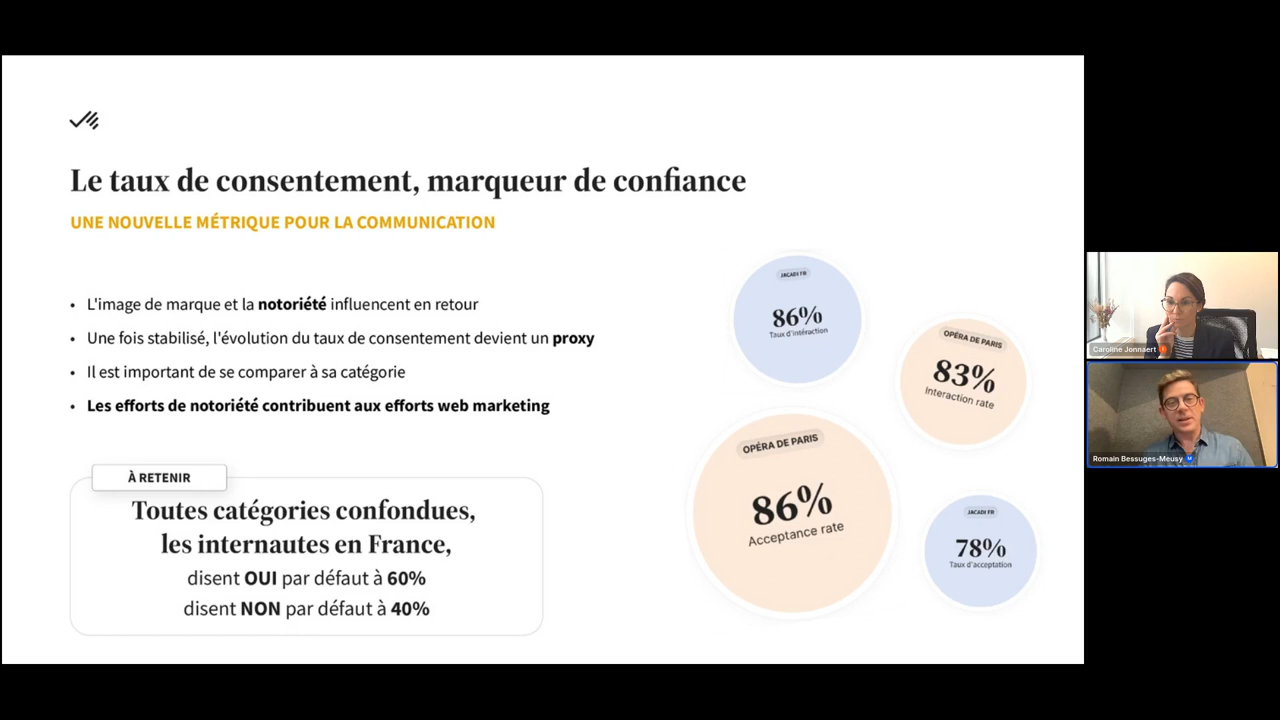 Le taux de consentement, marqueur de confiance
UNE NOUVELLE MÉTRIQUE POUR LA COMMUNICATION
• L'image de marque et la notoriété influencent en retour
• Une fois stabilisé, l'évolution du taux de consentement devient un proxy
• Il est important de se comparer à sa catégorie
• Les efforts de notoriété contribuent aux efforts web marketing
À RETENIR
Toutes catégories confondues,
les internautes en France,
disent OUI par défaut à 60%
disent NON par défaut à 40%
JACADI FR
86%
Taux d'intéraction
OPÉRA DE PARIS
83%
Interaction rate
OPÉRA DE PARIS
86%
Acceptance rate
JACADI FR
78%
Taux d'acceptation
Caroline Jonnaert
Romain Bessuges-Meusy